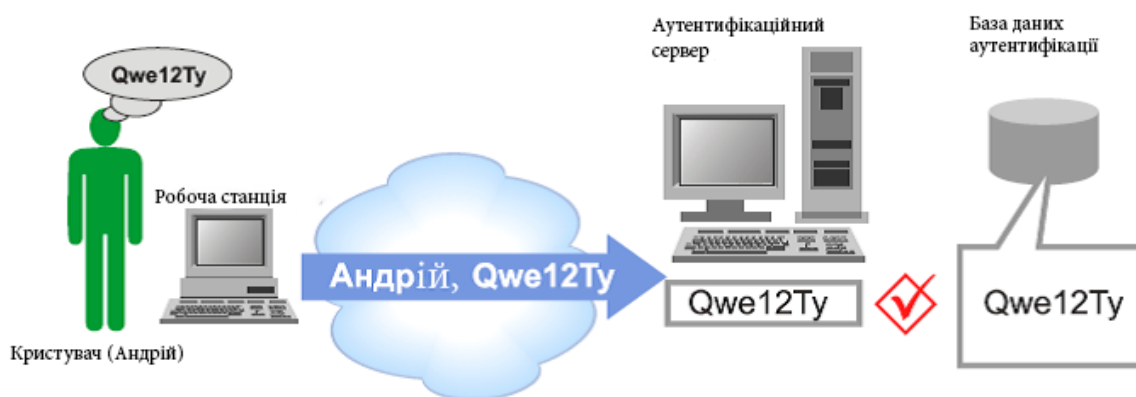 Qwe12Ty
Кристувач (Андрій)
Робоча станція
Андрій, Qwe12Ty
Аутентифікаційний
сервер
Qwe12Ty
База даних
аутентифікації
Qwe12Ty